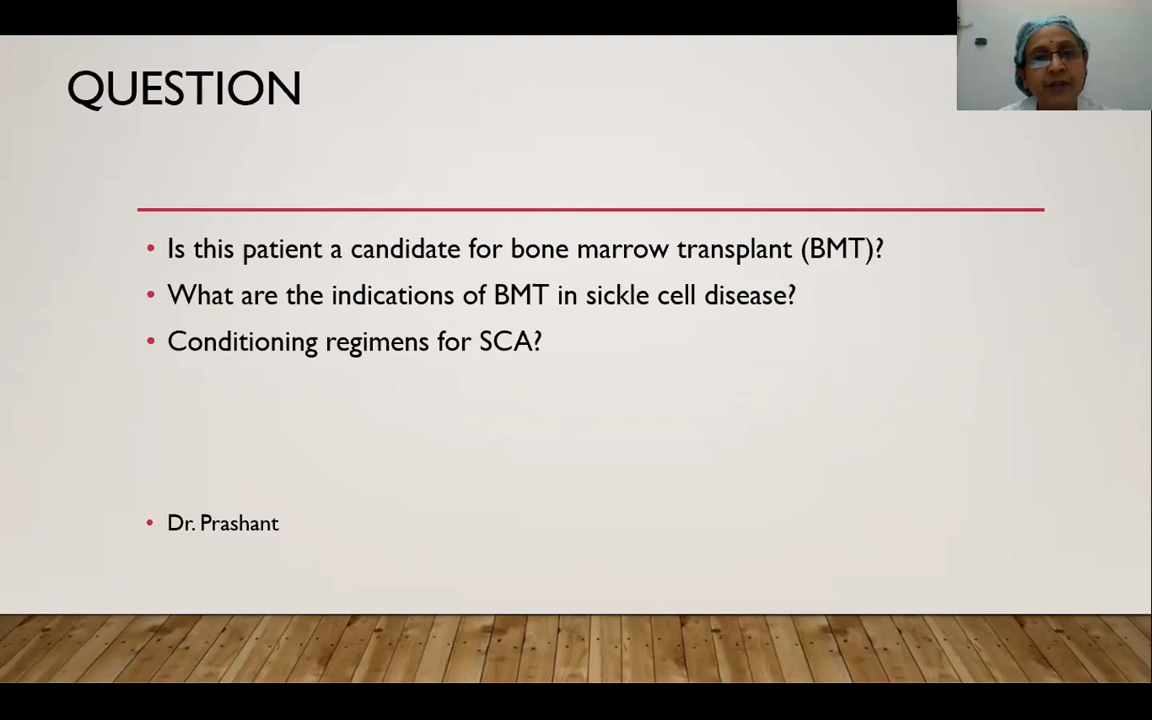 QUESTION
• Is this patient a candidate for bone marrow transplant (BMT)?
• What are the indications of BMT in sickle cell disease?
• Conditioning regimens for SCA?
• Dr. Prashant